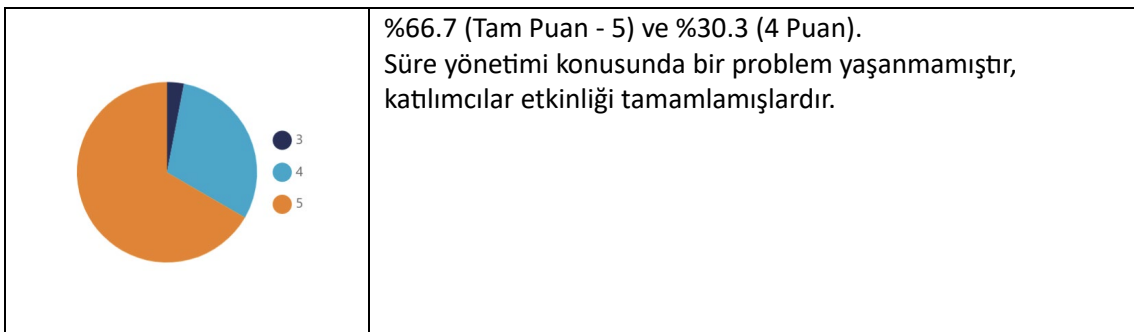 3
4
5
%66.7 (Tam Puan - 5) ve %30.3 (4 Puan).
Süre yönetimi konusunda bir problem yaşanmamıştır,
katılımcılar etkinliği tamamlamışlardır.